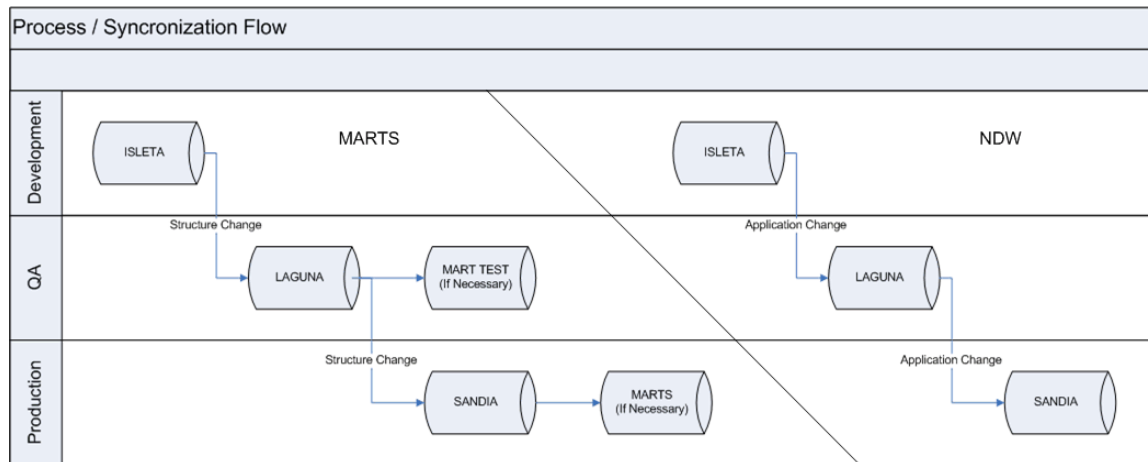 Process / Syncronization Flow
Development
MARTS
NDW
ISLETA
ISLETA
Structure Change
Application Change
QA
LAGUNA
MART TEST
(If Necessary)
LAGUNA
Structure Change
Application Change
Production
SANDIA
MARTS
(If Necessary)
SANDIA